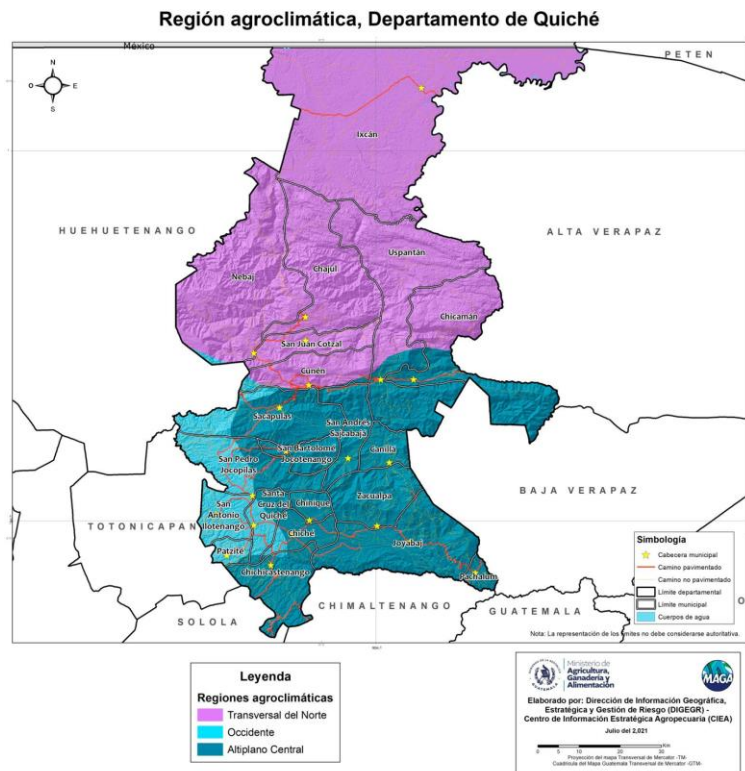 Región agroclimática, Departamento de Quiché
México
PETEN
N
O
E
S
Ixcán
HUEHUETENANGO
ALTA VERAPAZ
Uspantán
Chajúl
Nebaj
Chicamán
San Juan Cotzal
Cunén
Sacapulas
San Andrés
Sajcabajá
San Bartolomé
Jocotenango
Canillá
San Pedro
Jocopilas
BAJA VERAPAZ
Santa
Cruz del
Quiché
Chinique
Zacualpa
San
Antonio
Ilotenango
TOTONICAPAN
Chiché
Joyabaj
Patzité
Chichicastenango
Pachalum
CHIMALTENANGO
GUATEMALA
SOLOLA
Simbología
Cabecera municipal
Camino pavimentado
Camino no pavimentado
Límite departamental
Límite municipal
Cuerpos de agua
Nota: La representación de los límites no debe considerarse autoritativa.
Leyenda
Regiones agroclimáticas
Transversal del Norte
Occidente
Altiplano Central
Ministerio de
Agricultura,
Ganadería y
Alimentación
MAGA
Elaborado por: Dirección de Información Geográfica,
Estratégica y Gestión de Riesgo (DIGEGR) -
Centro de Información Estratégica Agropecuaria (CIEA)
Julio del 2,021
0 5 10 20 30 Km
Proyección del mapa Transversal de Mercator -TM-
Cuadrícula del Mapa Guatemala Transversal de Mercator -GTM-